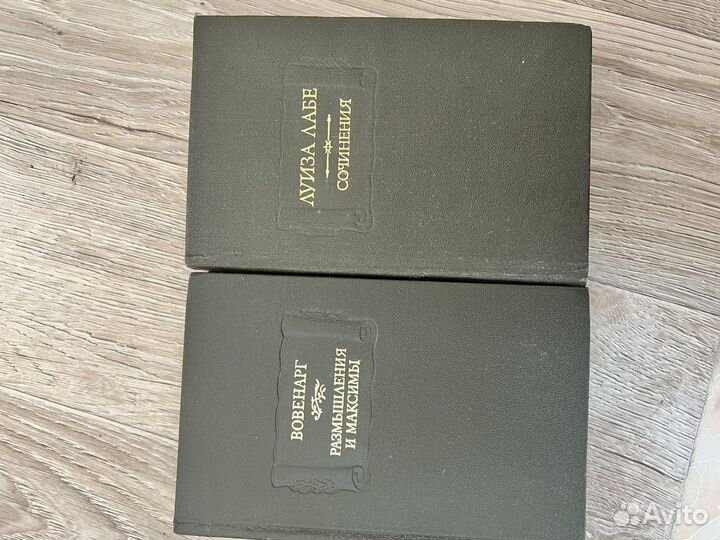 ЛУИЗА ЛАБЕ
СОЧИНЕНИЯ
ВОВЕНАРГ
РАЗМЫШЛЕНИЯ
И МАКСИМЫ
Avito